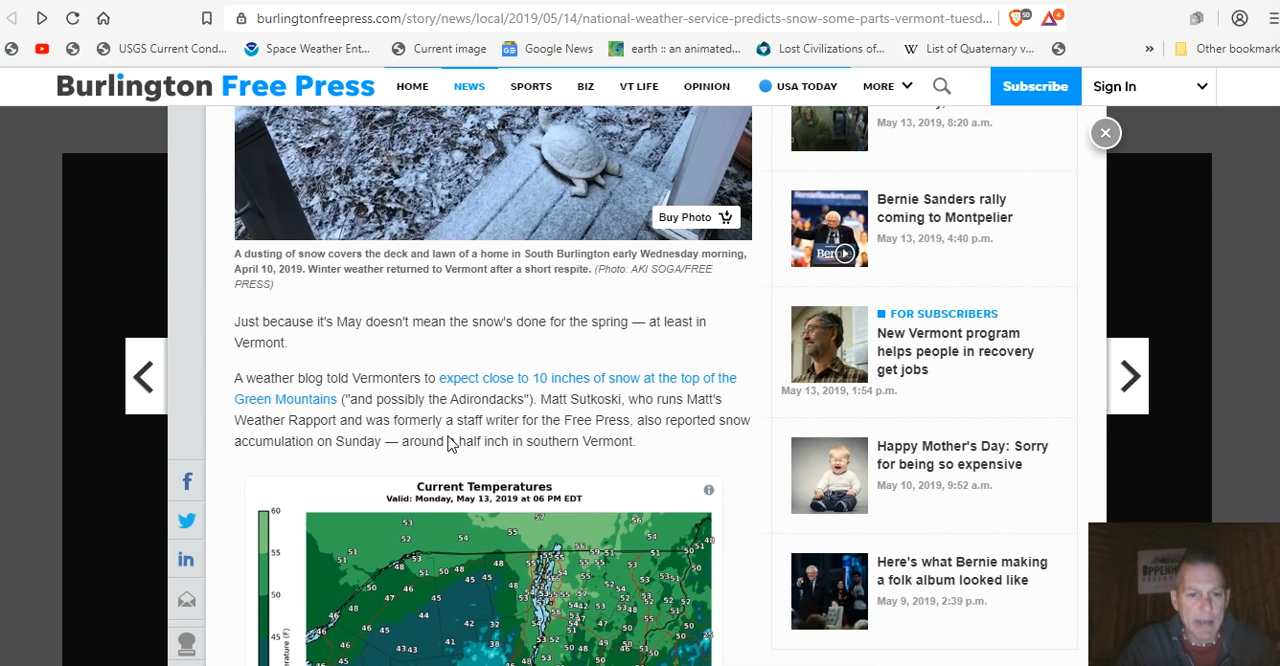 burlingtonfreepress.com/story/news/local/2019/05/14/national-weather-service-predicts-snow-some-parts-vermont-tuesd...
50
4
USGS Current Cond...
Space Weather Ent...
Current image
Google News
earth :: an animated...
Lost Civilizations of...
W List of Quaternary v...
»
Other bookmark
Burlington Free Press
HOME
NEWS
SPORTS
BIZ
VT LIFE
OPINION
USA TODAY
MORE
Subscribe
Sign In
May 13, 2019, 8:20 a.m.
Buy Photo
A dusting of snow covers the deck and lawn of a home in South Burlington early Wednesday morning,
April 10, 2019. Winter weather returned to Vermont after a short respite. (Photo: AKI SOGA/FREE
PRESS)
Just because it's May doesn't mean the snow's done for the spring — at least in
Vermont.
A weather blog told Vermonters to expect close to 10 inches of snow at the top of the
Green Mountains ("and possibly the Adirondacks"). Matt Sutkoski, who runs Matt's
Weather Rapport and was formerly a staff writer for the Free Press, also reported snow
accumulation on Sunday — around a half inch in southern Vermont.
Current Temperatures
Valid: Monday, May 13, 2019 at 06 PM EDT
60
55
50
45
Bernie Sanders rally
coming to Montpelier
May 13, 2019, 4:40 p.m.
FOR SUBSCRIBERS
New Vermont program
helps people in recovery
get jobs
May 13, 2019, 1:54 p.m.
Happy Mother's Day: Sorry
for being so expensive
May 10, 2019, 9:52 a.m.
Here's what Bernie making
a folk album looked like
May 9, 2019, 2:39 p.m.